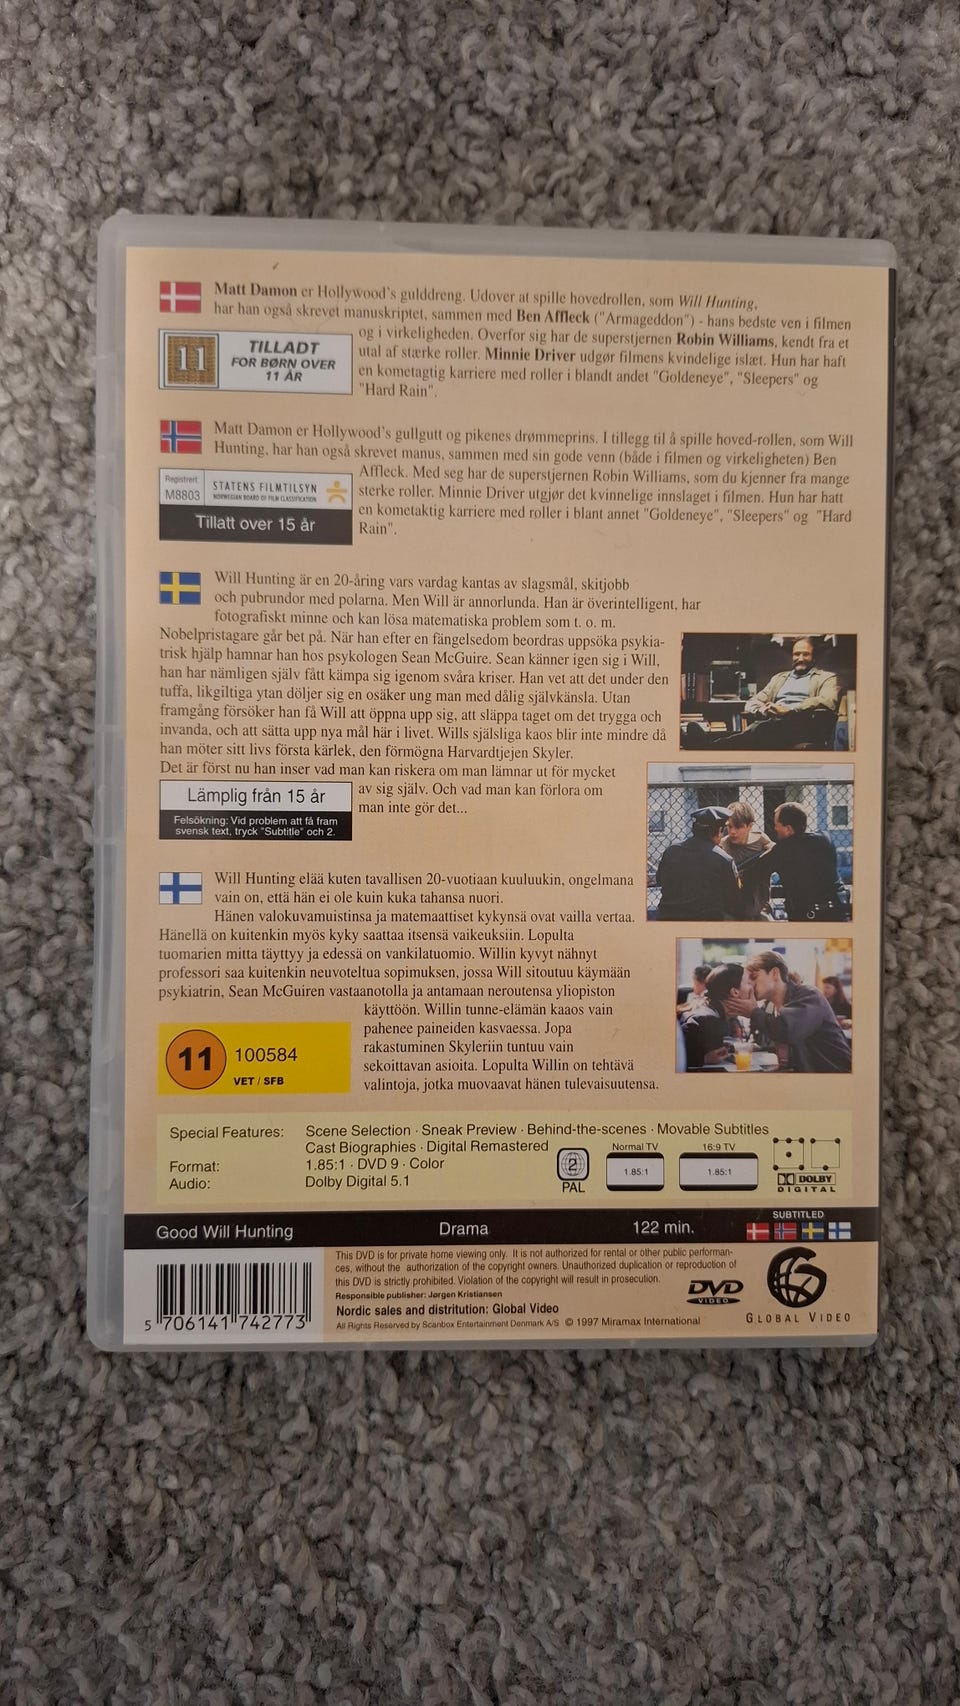 Matt Damon er Hollywood's gulddreng. Udover at spille hovedrollen, som Will Hunting,
har han også skrevet manuskriptet, sammen med Ben Affleck ("Armageddon") - hans bedste ven i filmen
og i virkeligheden. Overfor sig har de superstjernen Robin Williams, kendt fra et
utal af stærke roller. Minnie Driver udgør filmens kvindelige islæt. Hun har haft
en kometagtig karriere med roller i blandt andet "Goldeneye", "Sleepers" og
"Hard Rain".
11
TILLADT
FOR BØRN OVER
11 ÅR
Matt Damon er Hollywood's gullgutt og pikenes drømmeprins. I tillegg til å spille hoved-rollen, som Will
Hunting, har han også skrevet manus, sammen med sin gode venn (både i filmen og virkeligheten) Ben
Affleck. Med seg har de superstjernen Robin Williams, som du kjenner fra mange
sterke roller. Minnie Driver utgjør det kvinnelige innslaget i filmen. Hun har hatt
en kometaktig karriere med roller i blant annet "Goldeneye", "Sleepers" og "Hard
Rain".
Registrert
M8803
STATENS FILMTILSYN
NORWEGIAN BOARD OF FILM CLASSIFICATION
Tillatt over 15 år
Will Hunting är en 20-åring vars vardag kantas av slagsmål, skitjobb
och pubrundor med polarna. Men Will är annorlunda. Han är överintelligent, har
fotografiskt minne och kan lösa matematiska problem som t. o. m.
Nobelpristagare går bet på. När han efter en fängelsedom beordras uppsöka psykia-
trisk hjälp hamnar han hos psykologen Sean McGuire. Sean känner igen sig i Will,
han har nämligen själv fått kämpa sig igenom svåra kriser. Han vet att det under den
tuffa, likgiltiga ytan döljer sig en osäker ung man med dålig självkänsla. Utan
framgång försöker han få Will att öppna upp sig, att släppa taget om det trygga och
invanda, och att sätta upp nya mål här i livet. Wills själsliga kaos blir inte mindre då
han möter sitt livs första kärlek, den förmögna Harvardtjejen Skyler.
Det är först nu han inser vad man kan riskera om man lämnar ut för mycket
av sig själv. Och vad man kan förlora om
man inte gör det...
Lämplig från 15 år
Felsökning: Vid problem att få fram
svensk text, tryck "Subtitle" och 2.
Will Hunting elää kuten tavallisen 20-vuotiaan kuuluukin, ongelmana
vain on, että hän ei ole kuin kuka tahansa nuori.
Hänen valokuvamuistinsa ja matemaattiset kykynsä ovat vailla vertaa.
Hänellä on kuitenkin myös kyky saattaa itsensä vaikeuksiin. Lopulta
tuomarien mitta täyttyy ja edessä on vankilatuomio. Willin kyvyt nähnyt
professori saa kuitenkin neuvoteltua sopimuksen, jossa Will sitoutuu käymään
psykiatrin, Sean McGuiren vastaanotolla ja antamaan neroutensa yliopiston
käyttöön. Willin tunne-elämän kaaos vain
pahenee paineiden kasvaessa. Jopa
rakastuminen Skyleriin tuntuu vain
sekoittavan asioita. Lopulta Willin on tehtävä
valintoja, jotka muovaavat hänen tulevaisuutensa.
11
100584
VET / SFB
Special Features: Scene Selection · Sneak Preview · Behind-the-scenes · Movable Subtitles
Cast Biographies · Digital Remastered
Format: 1.85:1 · DVD 9 · Color
Audio: Dolby Digital 5.1
2
PAL
Normal TV
1.85:1
16:9 TV
1.85:1
DOLBY
DIGITAL
Good Will Hunting
Drama
122 min.
SUBTITLED
5 706141 742773
This DVD is for private home viewing only. It is not authorized for rental or other public performan-
ces, without the authorization of the copyright owners. Unauthorized duplication or reproduction of
this DVD is strictly prohibited. Violation of the copyright will result in prosecution.
Responsible publisher: Jørgen Kristiansen
Nordic sales and distritution: Global Video
All Rights Reserved by Scanbox Entertainment Denmark A/S © 1997 Miramax International
DVD
VIDEO
GLOBAL VIDEO